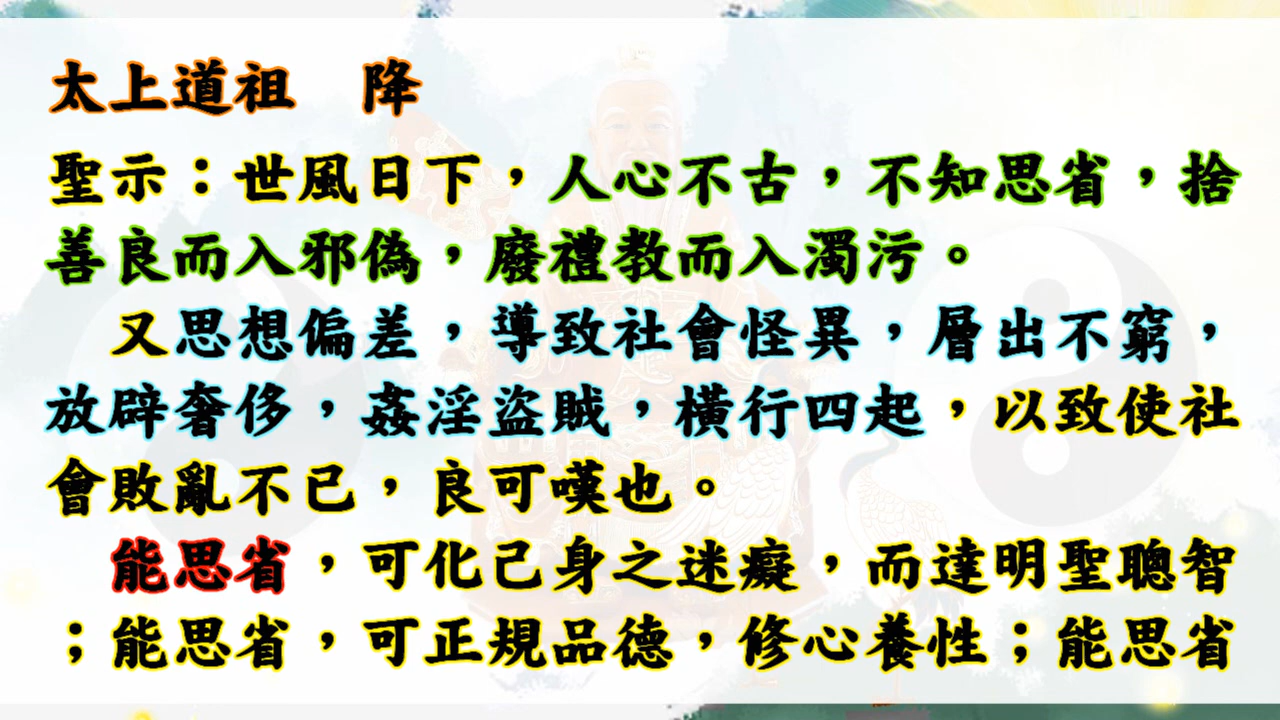 太上道祖　降
聖示：世風日下，人心不古，不知思省，捨
善良而入邪偽，廢禮教而入濁污。
　又思想偏差，導致社會怪異，層出不窮，
放辟奢侈，姦淫盜賊，橫行四起，以致使社
會敗亂不已，良可嘆也。
　能思省，可化己身之迷癡，而達明聖聰智
；能思省，可正規品德，修心養性；能思省